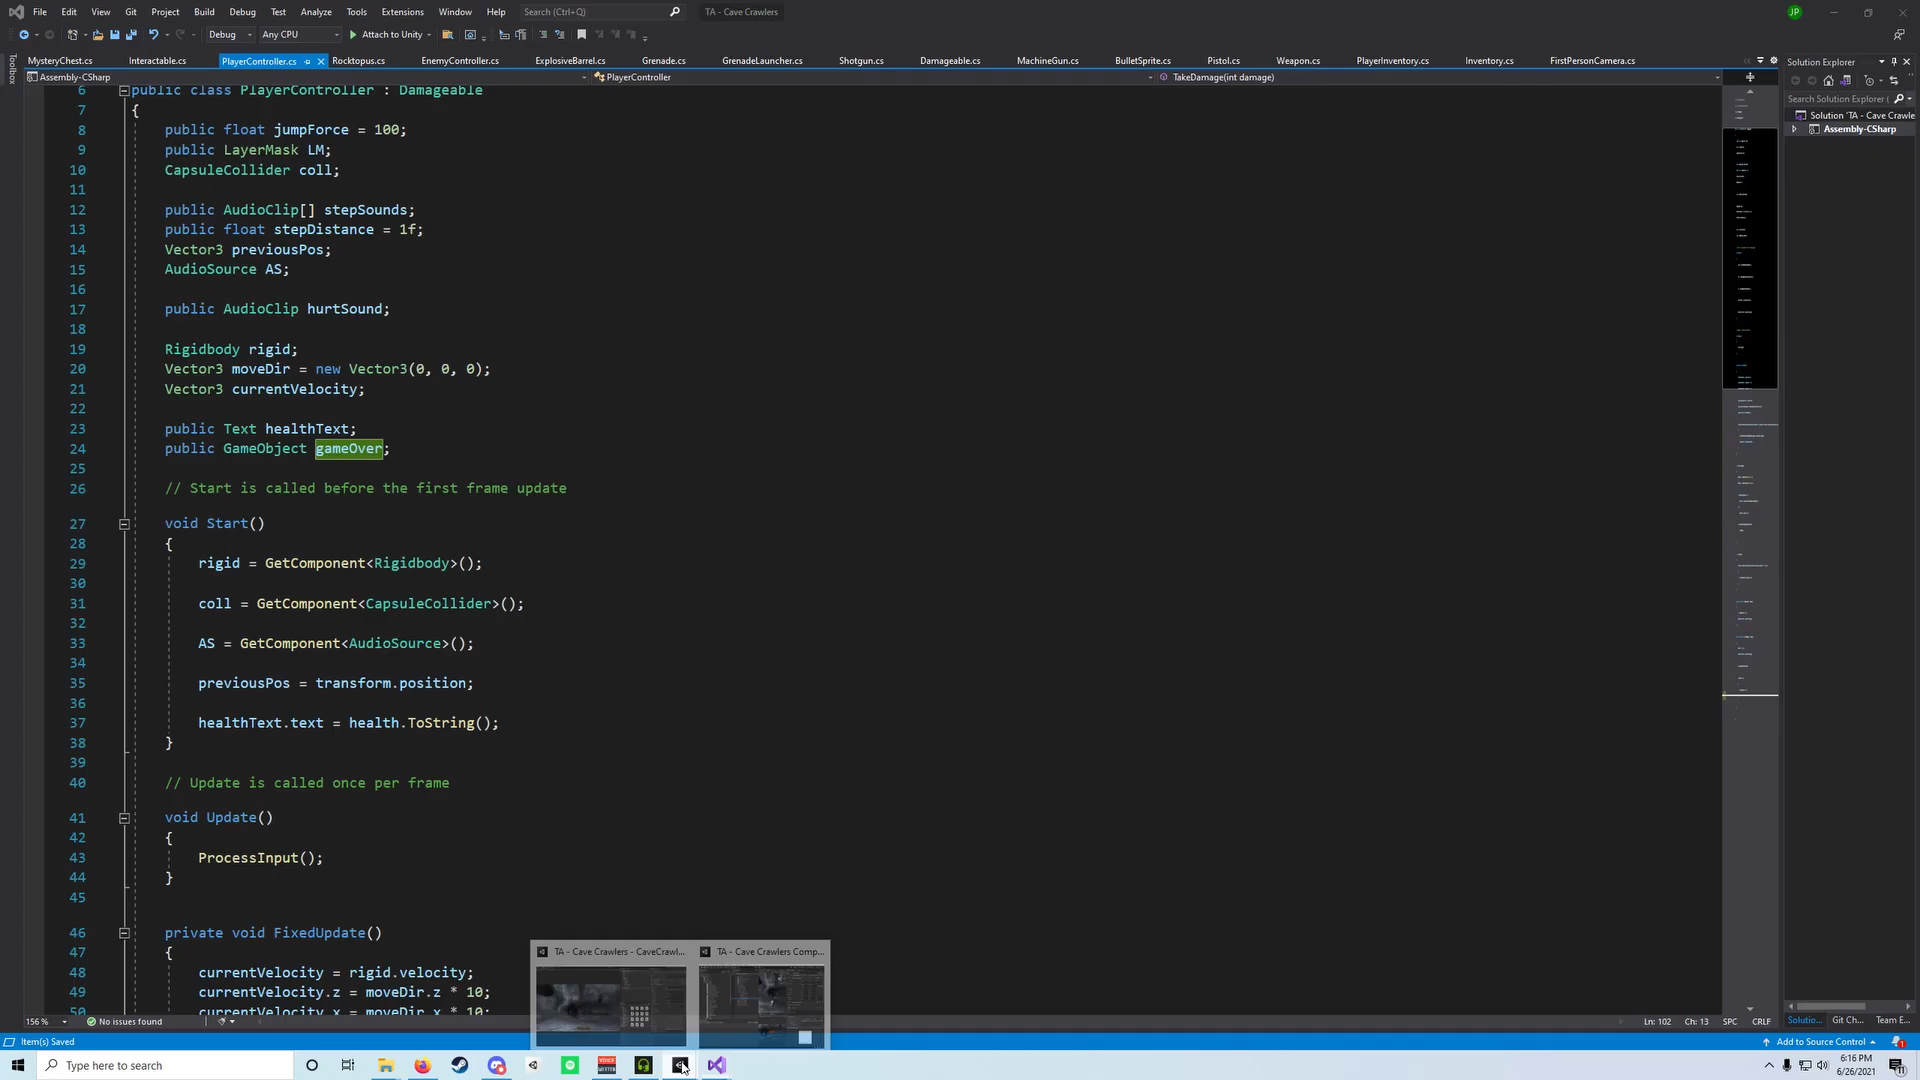 File Edit View Git Project Build Debug Test Analyze Tools Extensions Window Help Search (Ctrl+Q) TA - Cave Crawlers JP
Debug Any CPU Attach to Unity
Toolbox
MysteryChest.cs Interactable.cs PlayerController.cs Rocktopus.cs EnemyController.cs ExplosiveBarrel.cs Grenade.cs GrenadeLauncher.cs Shotgun.cs Damageable.cs MachineGun.cs BulletSprite.cs Pistol.cs Weapon.cs PlayerInventory.cs Inventory.cs FirstPersonCamera.cs
Assembly-CSharp PlayerController TakeDamage(int damage)
Solution Explorer
Search Solution Explorer (
Solution 'TA - Cave Crawle
Assembly-CSharp
6 public class PlayerController : Damageable
7 {
8 public float jumpForce = 100;
9 public LayerMask LM;
10 CapsuleCollider coll;
11
12 public AudioClip[] stepSounds;
13 public float stepDistance = 1f;
14 Vector3 previousPos;
15 AudioSource AS;
16
17 public AudioClip hurtSound;
18
19 Rigidbody rigid;
20 Vector3 moveDir = new Vector3(0, 0, 0);
21 Vector3 currentVelocity;
22
23 public Text healthText;
24 public GameObject gameOver;
25
26 // Start is called before the first frame update
27 void Start()
28 {
29 rigid = GetComponent<Rigidbody>();
30
31 coll = GetComponent<CapsuleCollider>();
32
33 AS = GetComponent<AudioSource>();
34
35 previousPos = transform.position;
36
37 healthText.text = health.ToString();
38 }
39
40 // Update is called once per frame
41 void Update()
42 {
43 ProcessInput();
44 }
45
46 private void FixedUpdate()
47 {
48 currentVelocity = rigid.velocity;
49 currentVelocity.z = moveDir.z * 10;
50 currentVelocity.x = moveDir.x * 10;
TA - Cave Crawlers - CaveCrawl... TA - Cave Crawlers Comp...
156 % No issues found Ln: 102 Ch: 13 SPC CRLF
Solutio... Git Ch... Team E...
Item(s) Saved Add to Source Control 1
Type here to search
6:16 PM
6/26/2021